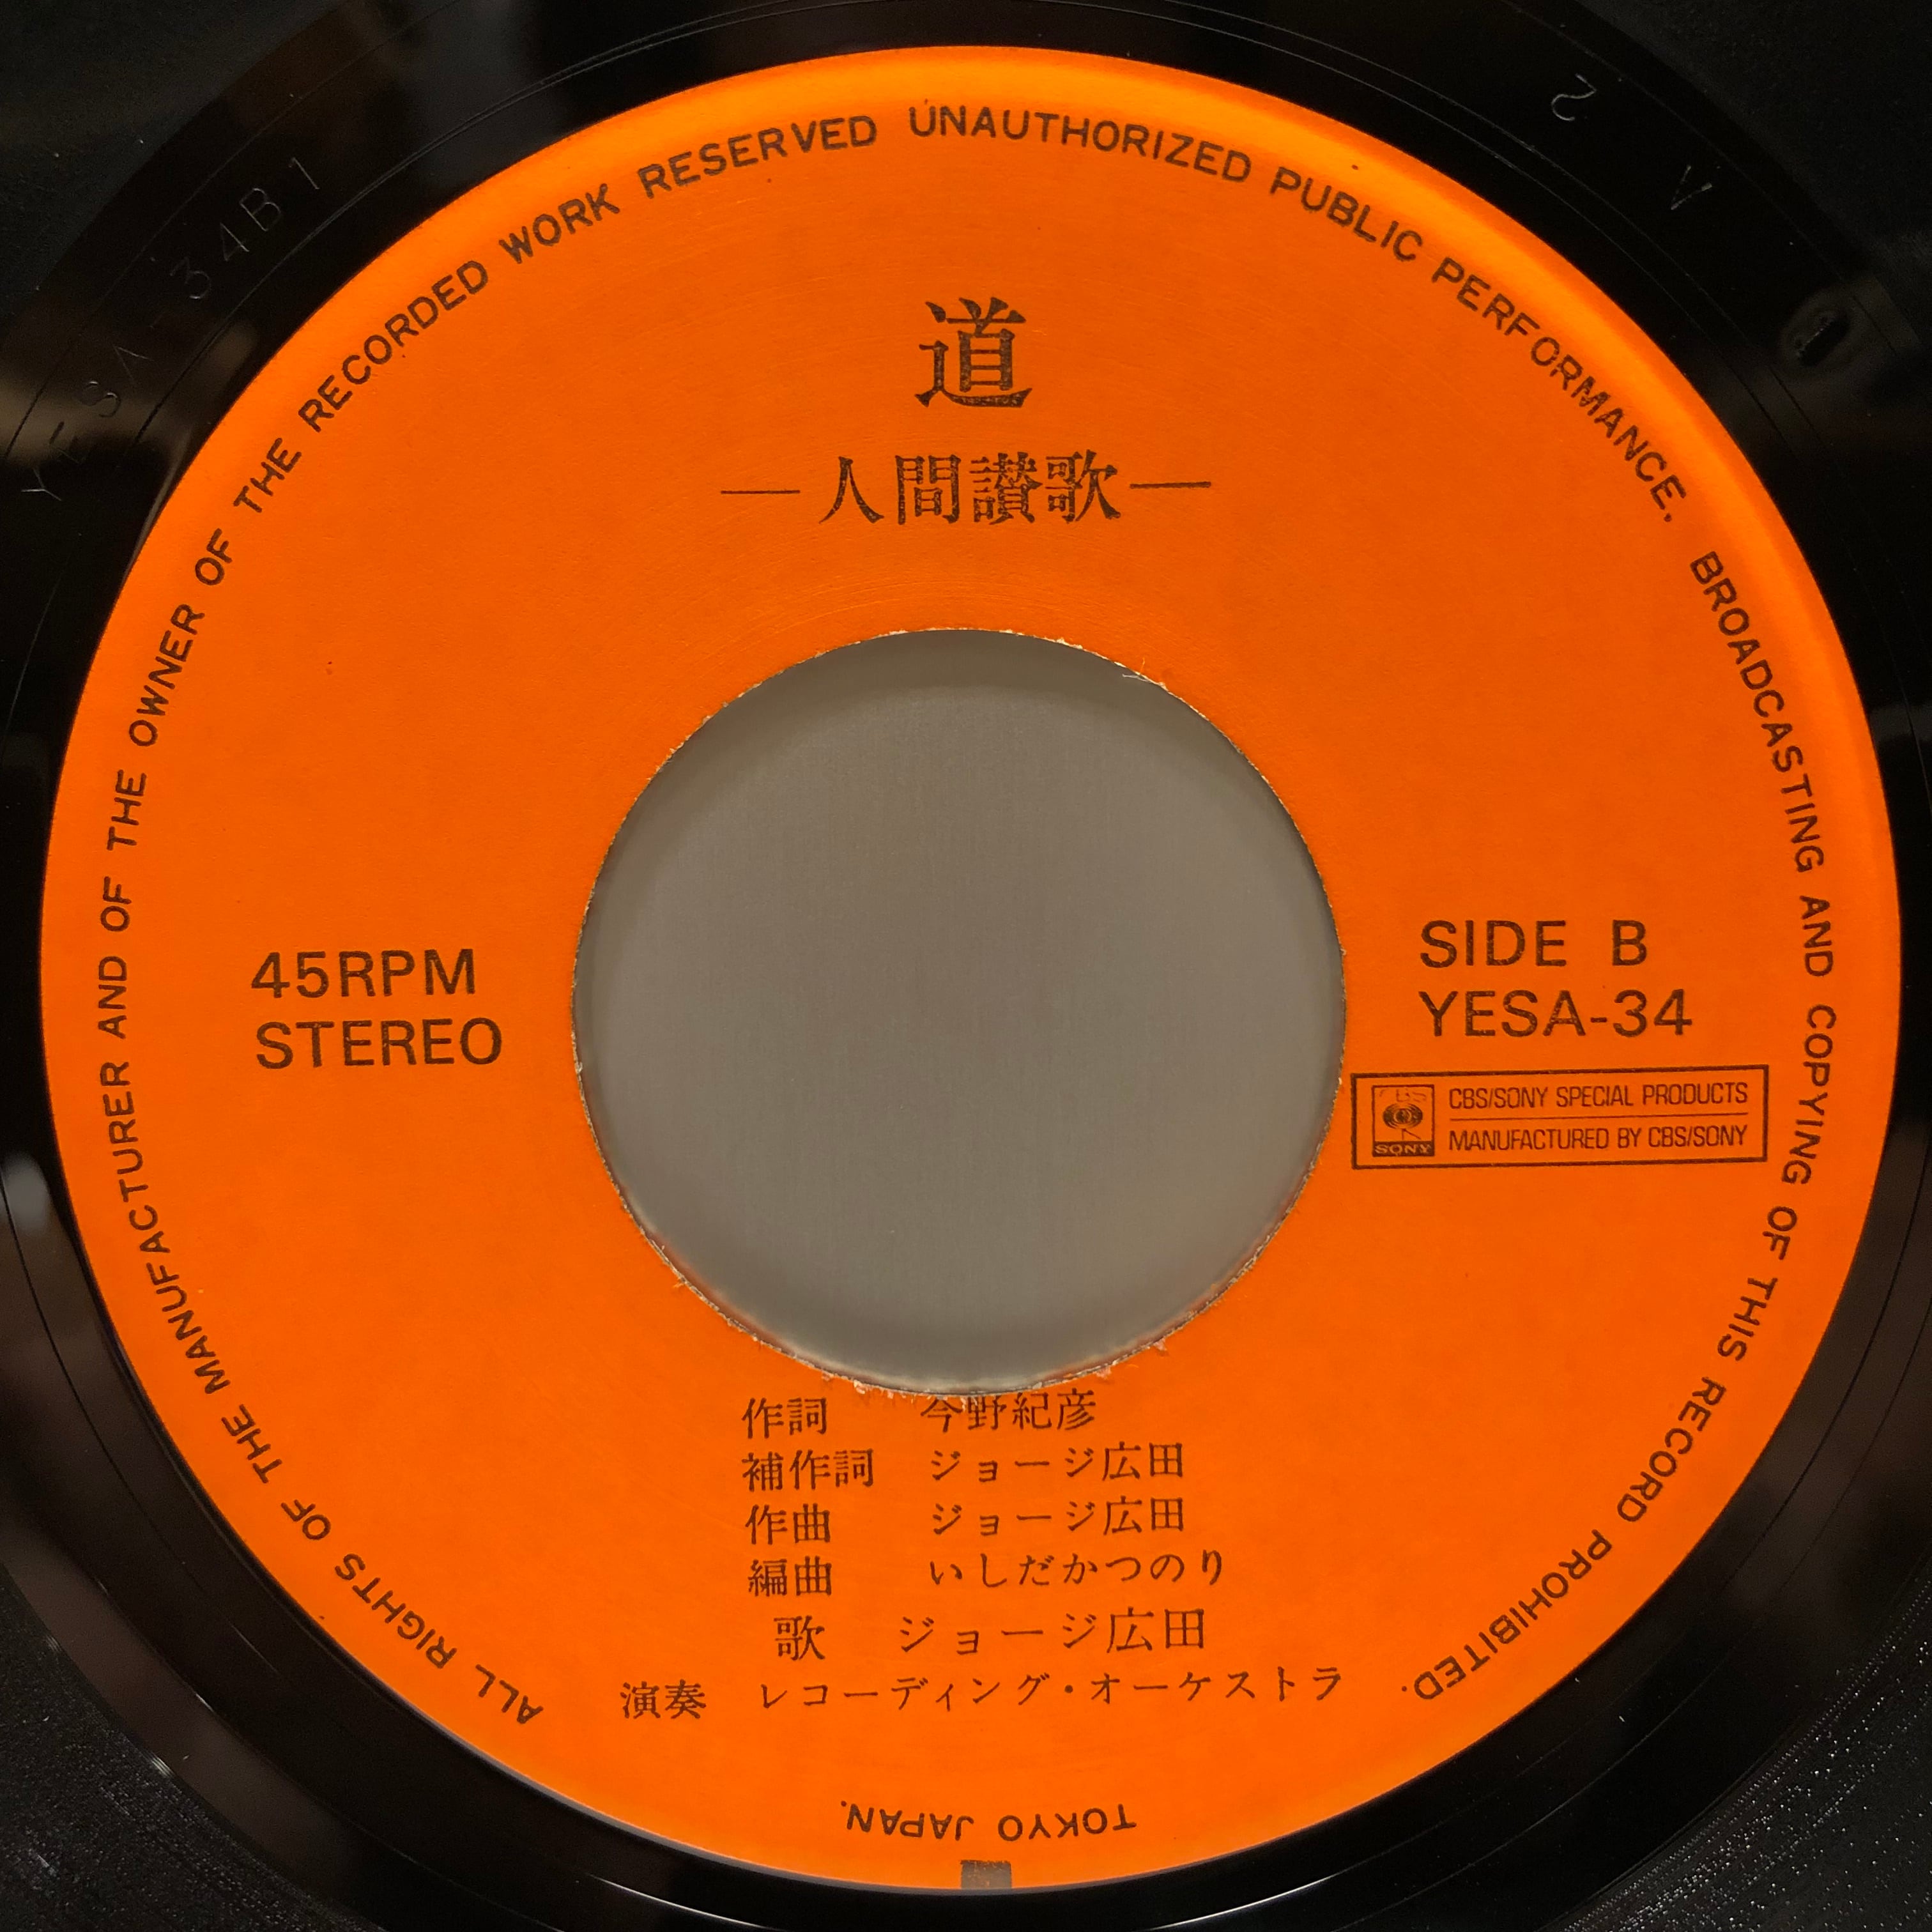 ALL RIGHTS OF THE MANUFACTURER AND OF THE OWNER OF THE RECORDED WORK RESERVED UNAUTHORIZED PUBLIC PERFORMANCE, BROADCASTING AND COPYING OF THIS RECORD PROHIBITED.
道
―人間讃歌―
45RPM
STEREO
SIDE B
YESA-34
CBS/SONY SPECIAL PRODUCTS
SONY
MANUFACTURED BY CBS/SONY
作詞 今野紀彦
補作詞 ジョージ広田
作曲 ジョージ広田
編曲 いしだかつのり
歌 ジョージ広田
演奏 レコーディング・オーケストラ
TOKYO JAPAN.